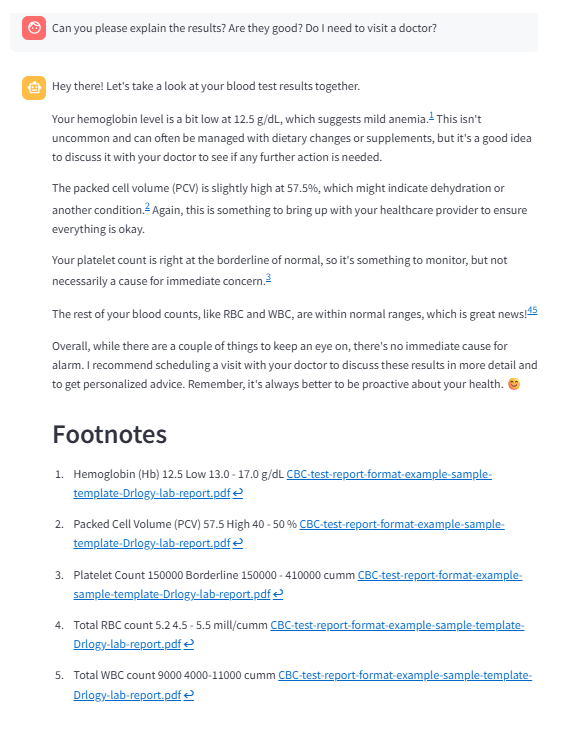 Can you please explain the results? Are they good? Do I need to visit a doctor?
Hey there! Let's take a look at your blood test results together.
Your hemoglobin level is a bit low at 12.5 g/dL, which suggests mild anemia.1 This isn't
uncommon and can often be managed with dietary changes or supplements, but it's a good idea
to discuss it with your doctor to see if any further action is needed.
The packed cell volume (PCV) is slightly high at 57.5%, which might indicate dehydration or
another condition.2 Again, this is something to bring up with your healthcare provider to ensure
everything is okay.
Your platelet count is right at the borderline of normal, so it's something to monitor, but not
necessarily a cause for immediate concern.3
The rest of your blood counts, like RBC and WBC, are within normal ranges, which is great news!45
Overall, while there are a couple of things to keep an eye on, there's no immediate cause for
alarm. I recommend scheduling a visit with your doctor to discuss these results in more detail and
to get personalized advice. Remember, it's always better to be proactive about your health. 😊
Footnotes
1. Hemoglobin (Hb) 12.5 Low 13.0 - 17.0 g/dL CBC-test-report-format-example-sample-
template-Drlogy-lab-report.pdf ↩
2. Packed Cell Volume (PCV) 57.5 High 40 - 50 % CBC-test-report-format-example-sample-
template-Drlogy-lab-report.pdf ↩
3. Platelet Count 150000 Borderline 150000 - 410000 cumm CBC-test-report-format-example-
sample-template-Drlogy-lab-report.pdf ↩
4. Total RBC count 5.2 4.5 - 5.5 mill/cumm CBC-test-report-format-example-sample-template-
Drlogy-lab-report.pdf ↩
5. Total WBC count 9000 4000-11000 cumm CBC-test-report-format-example-sample-template-
Drlogy-lab-report.pdf ↩